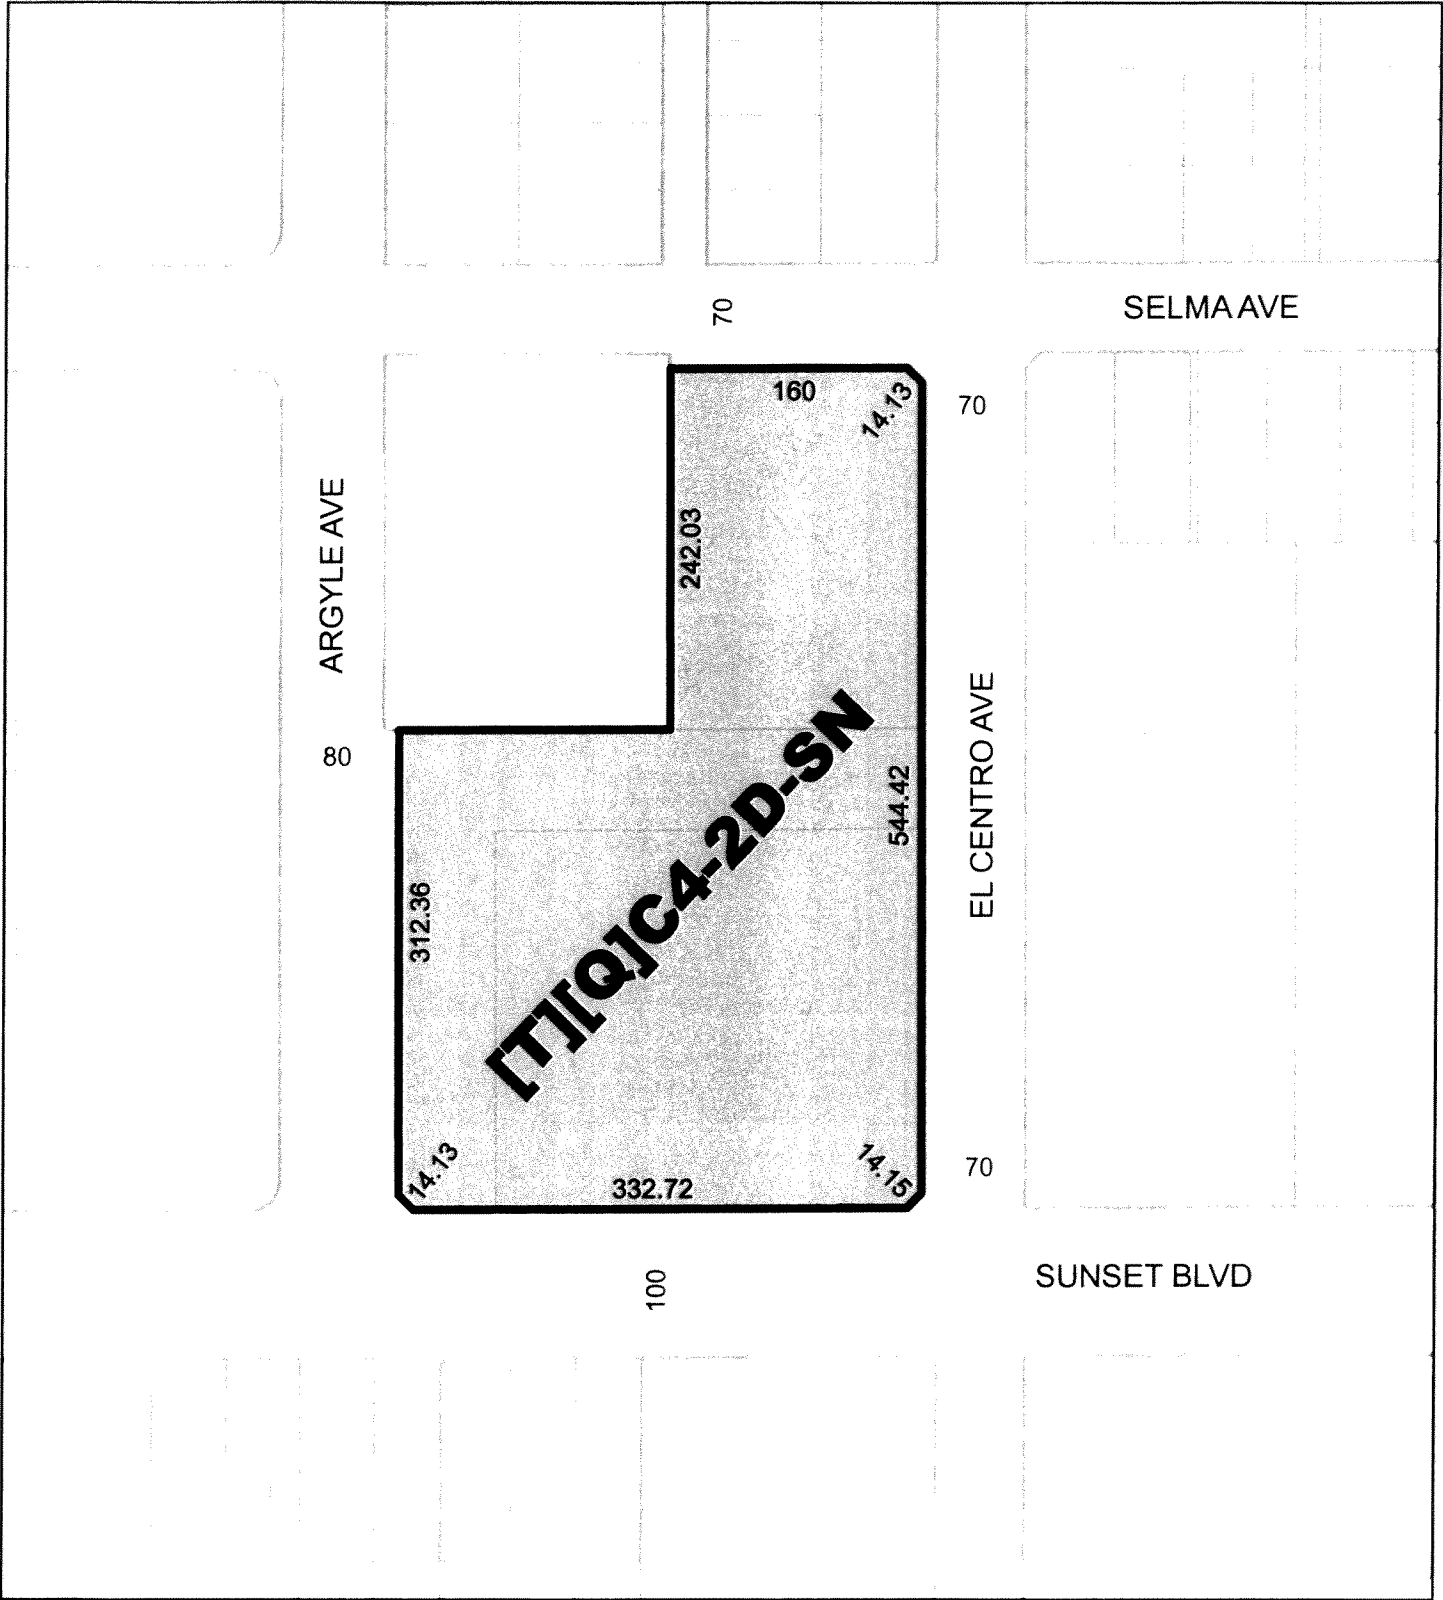 70
SELMA AVE
160
14.13
70
ARGYLE AVE
242.03
80
[T][Q]C4-2D-SN
544.42
EL CENTRO AVE
312.36
14.13
332.72
14.15
70
100
SUNSET BLVD